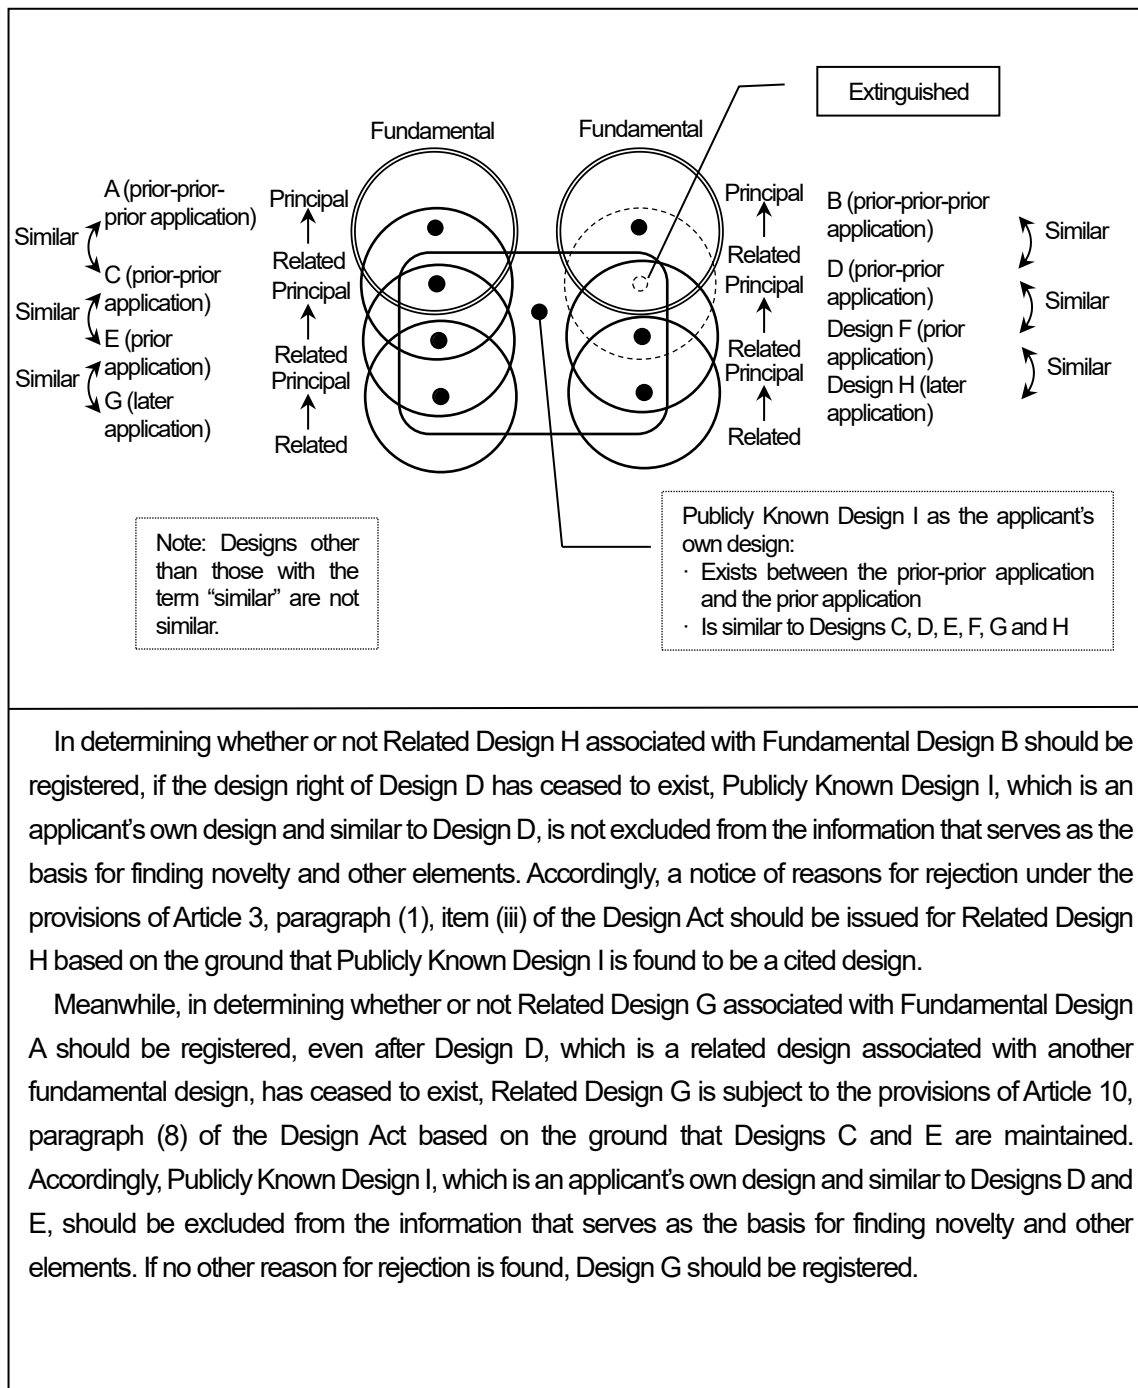 Extinguished
Fundamental
Fundamental
A (prior-prior-
prior application)
Similar
C (prior-prior
application)
Similar
E (prior
application)
Similar
G (later
application)
Principal
Related
Principal
Related
Principal
Related
Principal
Related
Principal
Related
Principal
Related
B (prior-prior-prior
application)
Similar
D (prior-prior
application)
Similar
Design F (prior
application)
Similar
Design H (later
application)
Note: Designs other
than those with the
term “similar” are not
similar.
Publicly Known Design I as the applicant’s
own design:
· Exists between the prior-prior application
and the prior application
· Is similar to Designs C, D, E, F, G and H
In determining whether or not Related Design H associated with Fundamental Design B should be
registered, if the design right of Design D has ceased to exist, Publicly Known Design I, which is an
applicant’s own design and similar to Design D, is not excluded from the information that serves as the
basis for finding novelty and other elements. Accordingly, a notice of reasons for rejection under the
provisions of Article 3, paragraph (1), item (iii) of the Design Act should be issued for Related Design
H based on the ground that Publicly Known Design I is found to be a cited design.
Meanwhile, in determining whether or not Related Design G associated with Fundamental Design
A should be registered, even after Design D, which is a related design associated with another
fundamental design, has ceased to exist, Related Design G is subject to the provisions of Article 10,
paragraph (8) of the Design Act based on the ground that Designs C and E are maintained.
Accordingly, Publicly Known Design I, which is an applicant’s own design and similar to Designs D and
E, should be excluded from the information that serves as the basis for finding novelty and other
elements. If no other reason for rejection is found, Design G should be registered.